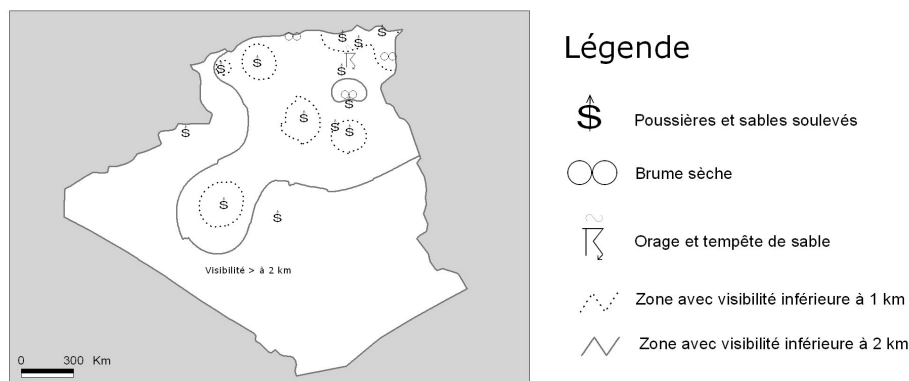 Légende
Poussières et sables soulevés
Brume sèche
Orage et tempête de sable
Zone avec visibilité inférieure à 1 km
Zone avec visibilité inférieure à 2 km
Visibilité > à 2 km
0 300 Km